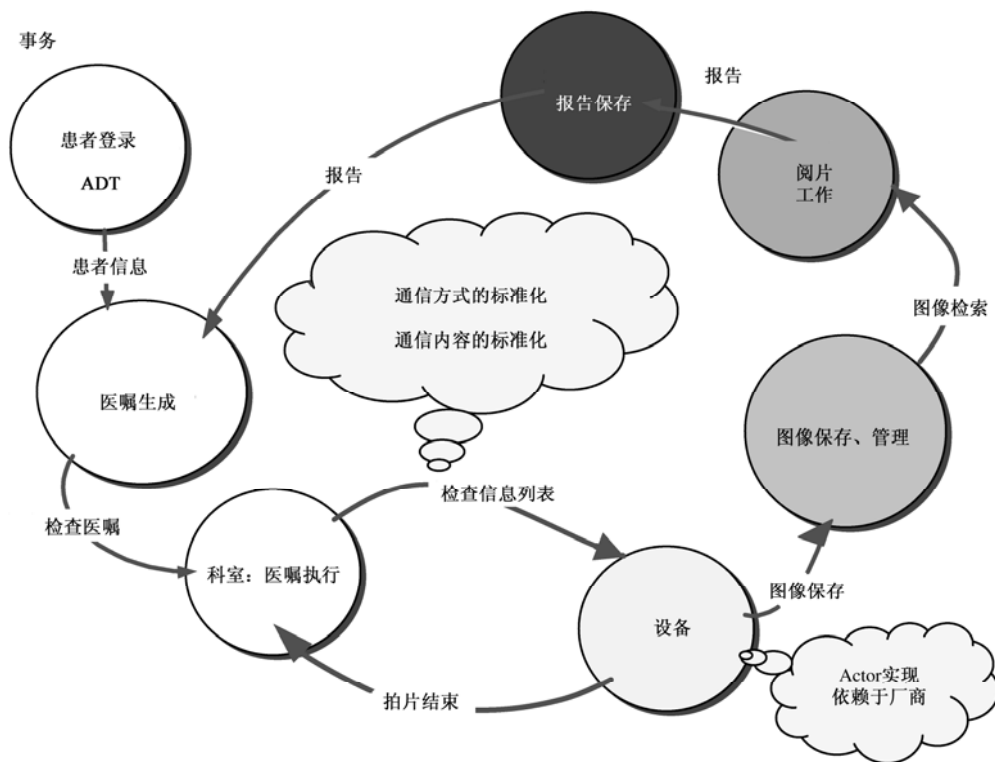 事务
患者登录
ADT
患者信息
医嘱生成
检查医嘱
科室：医嘱执行
检查信息列表
拍片结束
设备
图像保存
Actor实现
依赖于厂商
图像保存、管理
图像检索
阅片
工作
报告
报告保存
报告
通信方式的标准化
通信内容的标准化